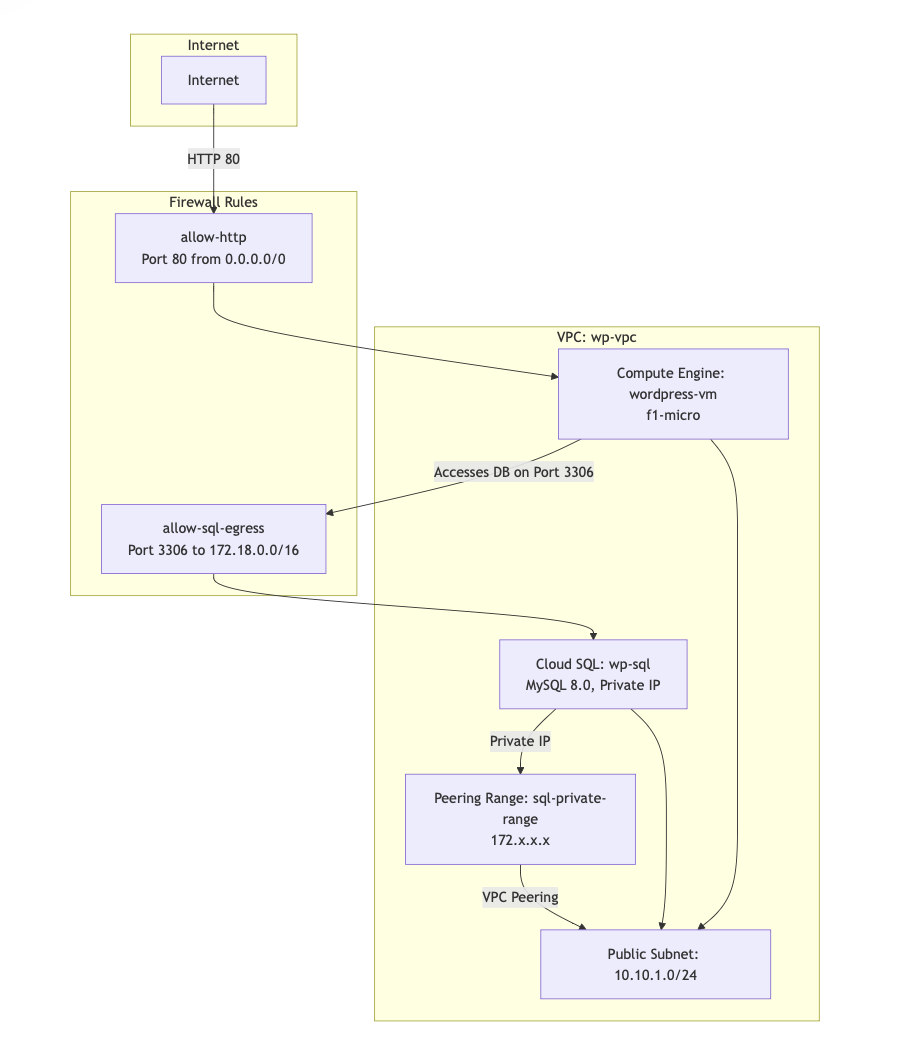 Internet
Internet
HTTP 80
Firewall Rules
allow-http
Port 80 from 0.0.0.0/0
VPC: wp-vpc
Compute Engine:
wordpress-vm
f1-micro
Accesses DB on Port 3306
allow-sql-egress
Port 3306 to 172.18.0.0/16
Cloud SQL: wp-sql
MySQL 8.0, Private IP
Private IP
Peering Range: sql-private-
range
172.x.x.x
VPC Peering
Public Subnet:
10.10.1.0/24